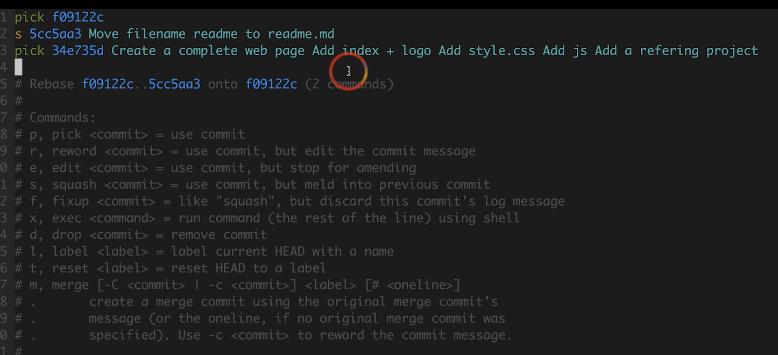 1 pick f09122c
2 s 5cc5aa3 Move filename readme to readme.md
3 pick 34e735d Create a complete web page Add index + logo Add style.css Add js Add a refering project
4
5 # Rebase f09122c..5cc5aa3 onto f09122c (2 commands)
6 #
7 # Commands:
8 # p, pick <commit> = use commit
9 # r, reword <commit> = use commit, but edit the commit message
0 # e, edit <commit> = use commit, but stop for amending
1 # s, squash <commit> = use commit, but meld into previous commit
2 # f, fixup <commit> = like "squash", but discard this commit's log message
3 # x, exec <command> = run command (the rest of the line) using shell
4 # d, drop <commit> = remove commit
5 # l, label <label> = label current HEAD with a name
6 # t, reset <label> = reset HEAD to a label
7 # m, merge [-C <commit> | -c <commit>] <label> [# <oneline>]
8 # . create a merge commit using the original merge commit's
9 # . message (or the oneline, if no original merge commit was
0 # . specified). Use -c <commit> to reword the commit message.
1 #